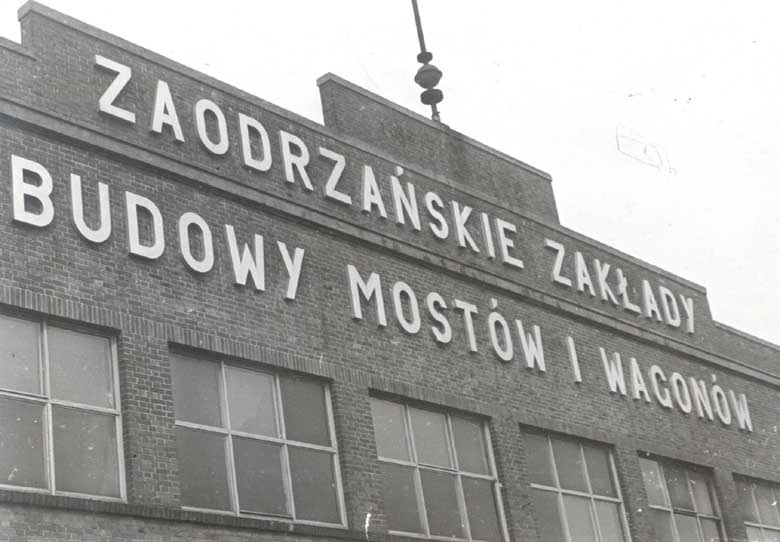 ZAODRZAŃSKIE ZAKŁADY
BUDOWY MOSTÓW I WAGONÓW